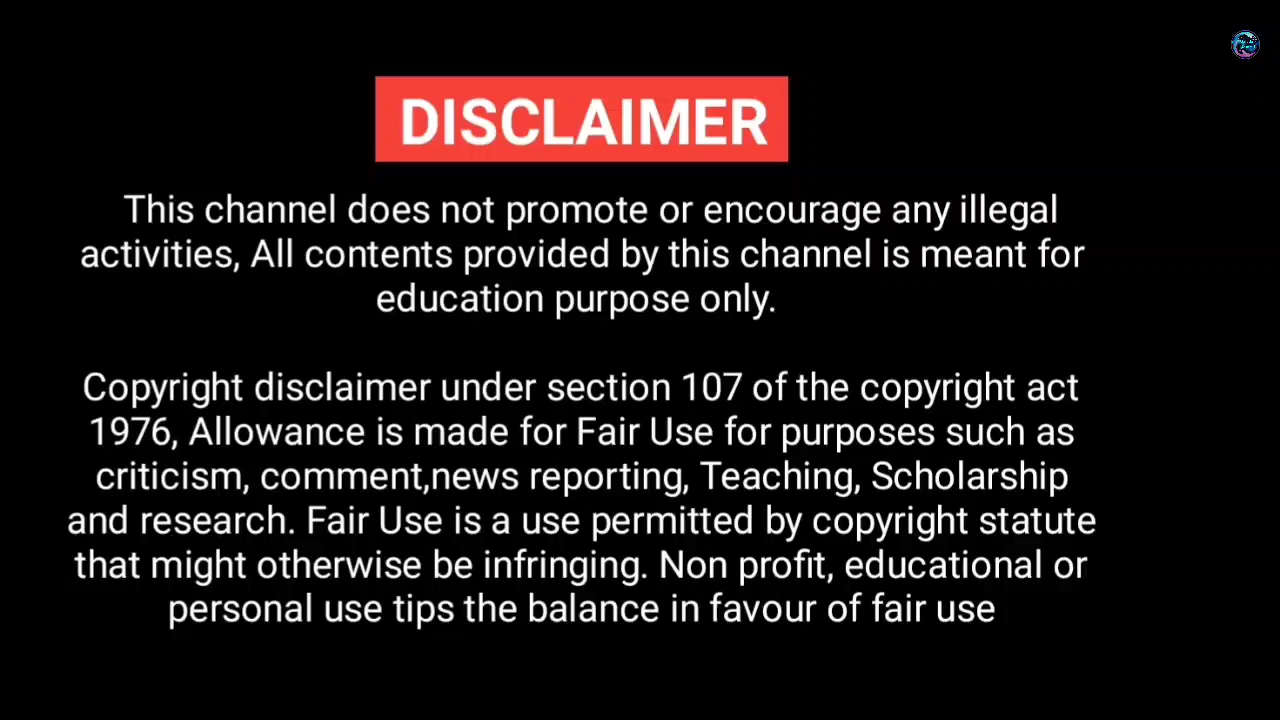 DISCLAIMER
This channel does not promote or encourage any illegal
activities, All contents provided by this channel is meant for
education purpose only.
Copyright disclaimer under section 107 of the copyright act
1976, Allowance is made for Fair Use for purposes such as
criticism, comment,news reporting, Teaching, Scholarship
and research. Fair Use is a use permitted by copyright statute
that might otherwise be infringing. Non profit, educational or
personal use tips the balance in favour of fair use